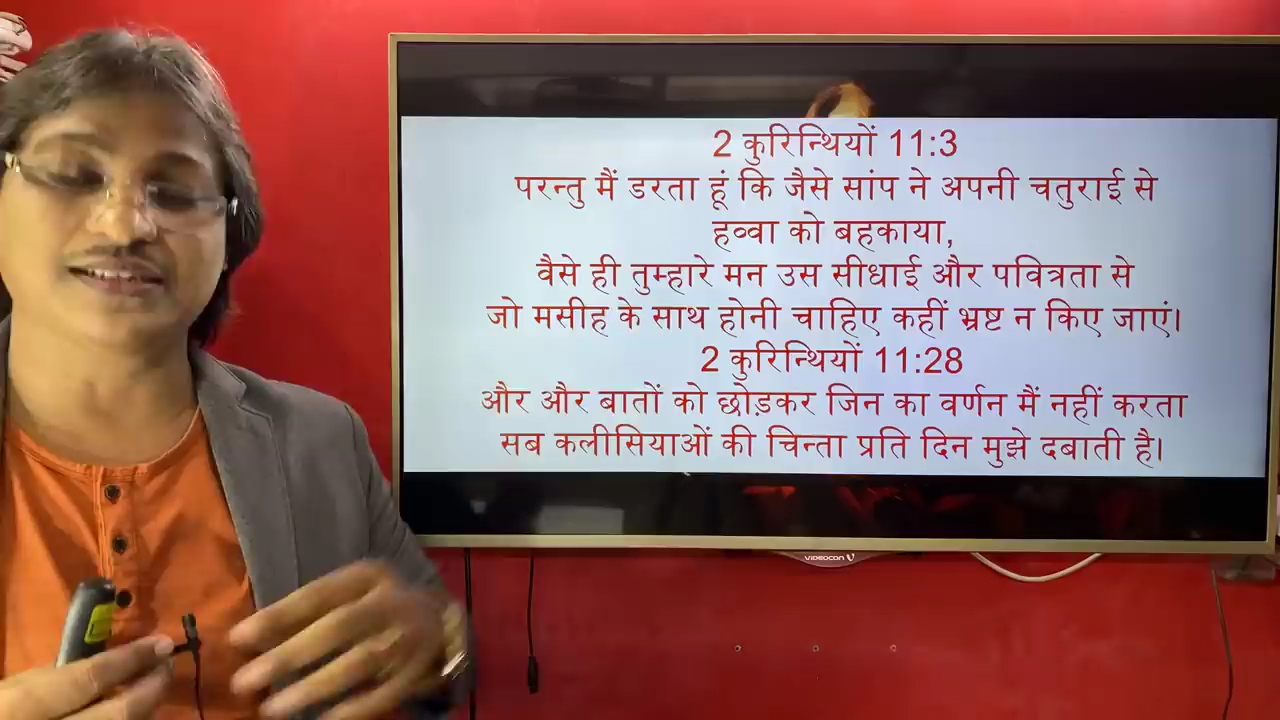 2 कुरिन्थियों 11:3
परन्तु मैं डरता हूं कि जैसे सांप ने अपनी चतुराई से
हव्वा को बहकाया,
वैसे ही तुम्हारे मन उस सीधाई और पवित्रता से
जो मसीह के साथ होनी चाहिए कहीं भ्रष्ट न किए जाएं।
2 कुरिन्थियों 11:28
और और बातों को छोड़कर जिन का वर्णन मैं नहीं करता
सब कलीसियाओं की चिन्ता प्रति दिन मुझे दबाती है।
VIDEOCON